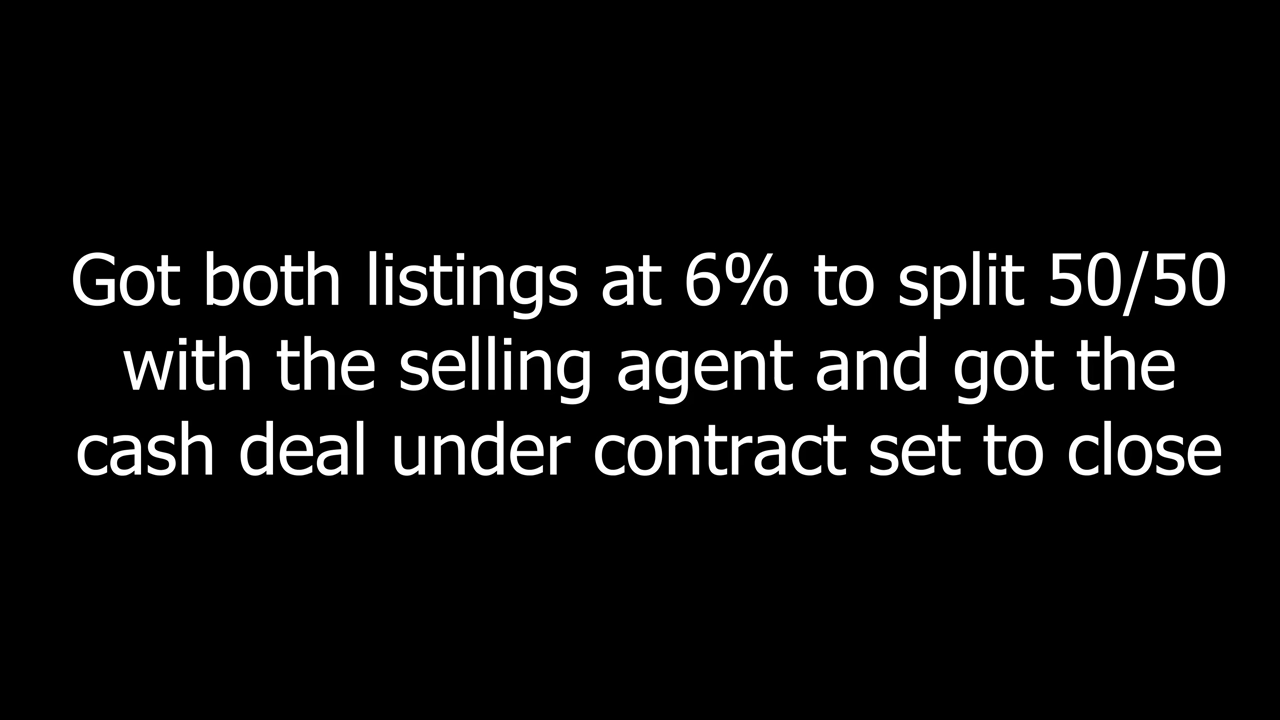 Got both listings at 6% to split 50/50
with the selling agent and got the
cash deal under contract set to close